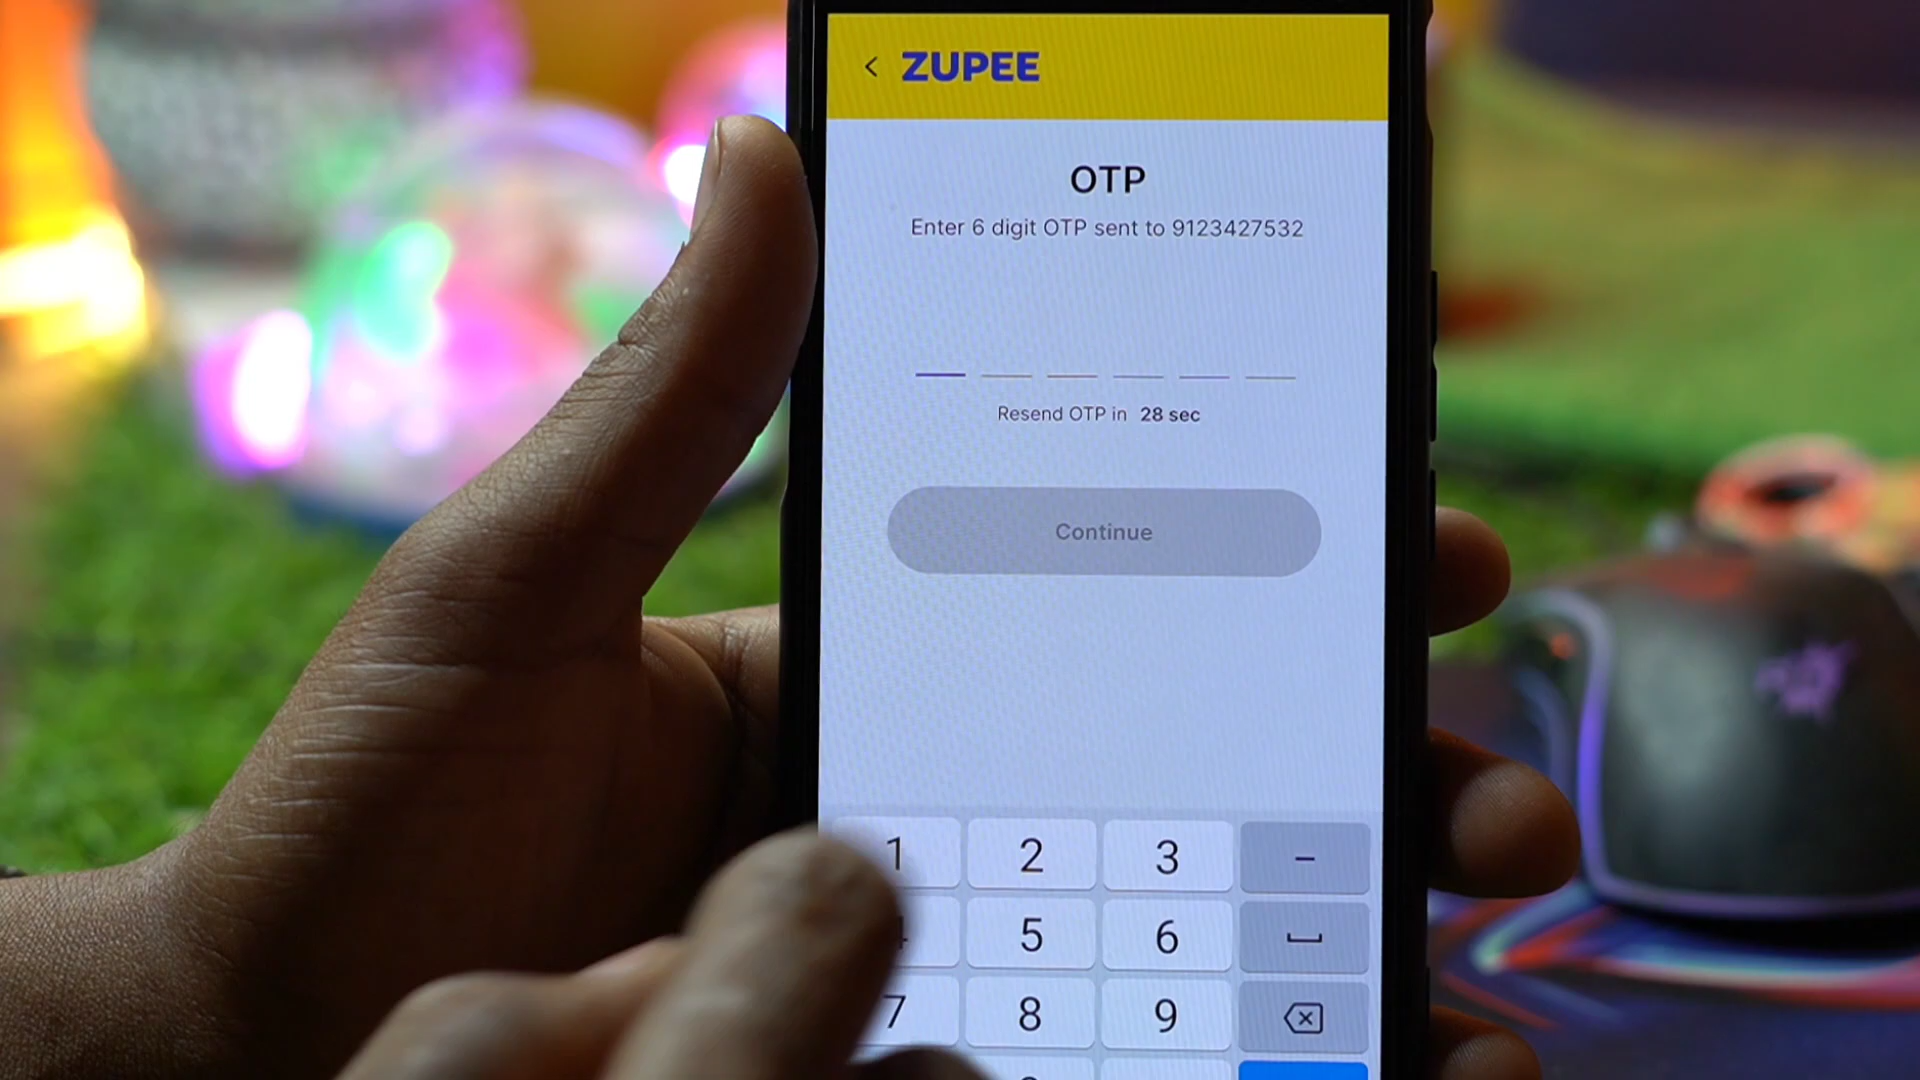 < ZUPEE
OTP
Enter 6 digit OTP sent to 9123427532
Resend OTP in 28 sec
Continue
1 2 3 –
5 6
7 8 9